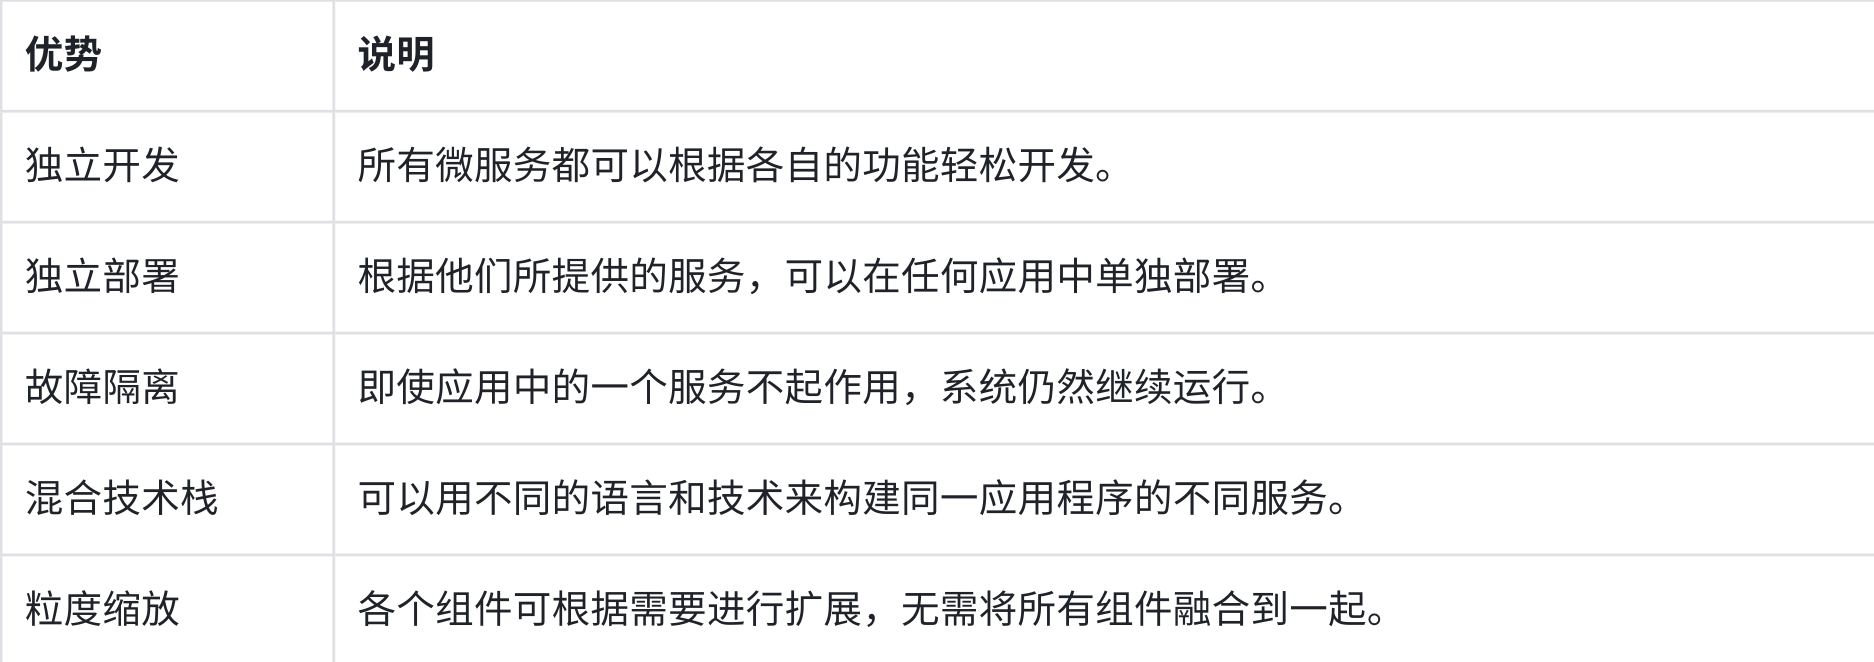 优势 说明
独立开发 所有微服务都可以根据各自的功能轻松开发。
独立部署 根据他们所提供的服务，可以在任何应用中单独部署。
故障隔离 即使应用中的一个服务不起作用，系统仍然继续运行。
混合技术栈 可以用不同的语言和技术来构建同一应用程序的不同服务。
粒度缩放 各个组件可根据需要进行扩展，无需将所有组件融合到一起。